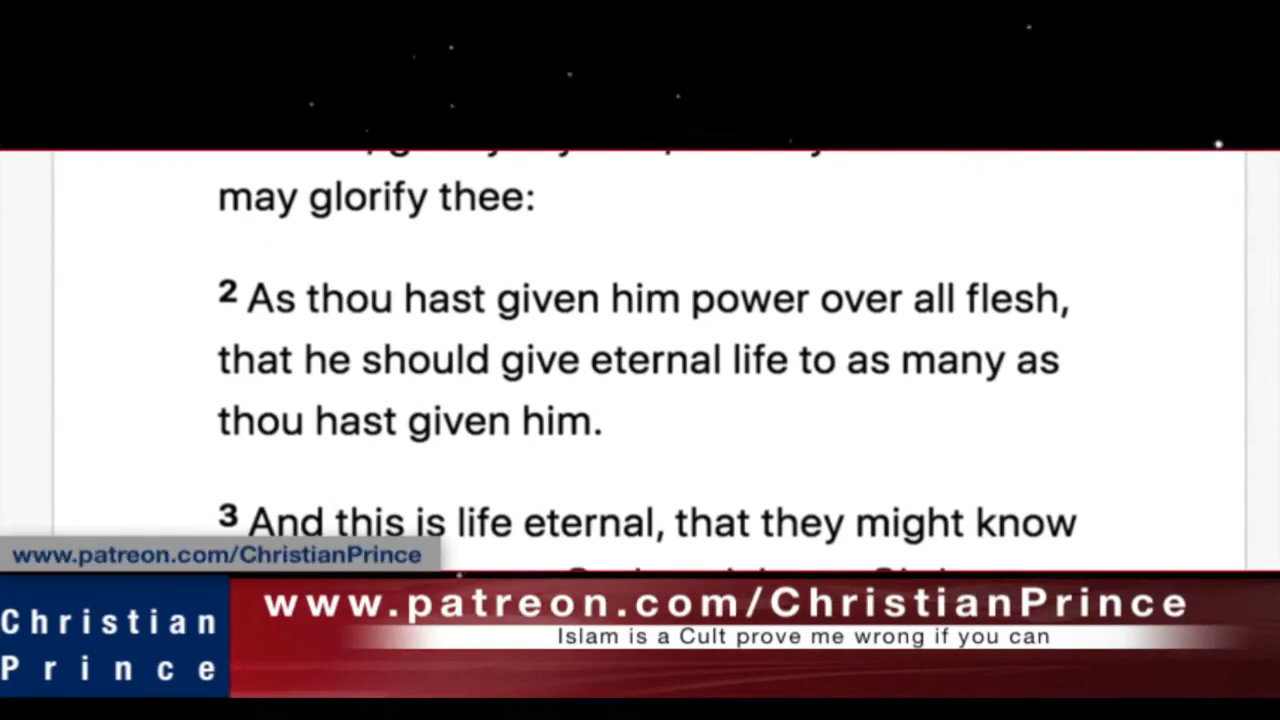 may glorify thee:
2 As thou hast given him power over all flesh,
that he should give eternal life to as many as
thou hast given him.
3 And this is life eternal, that they might know
www.patreon.com/ChristianPrince
Christian
Prince
www.patreon.com/ChristianPrince
Islam is a Cult prove me wrong if you can